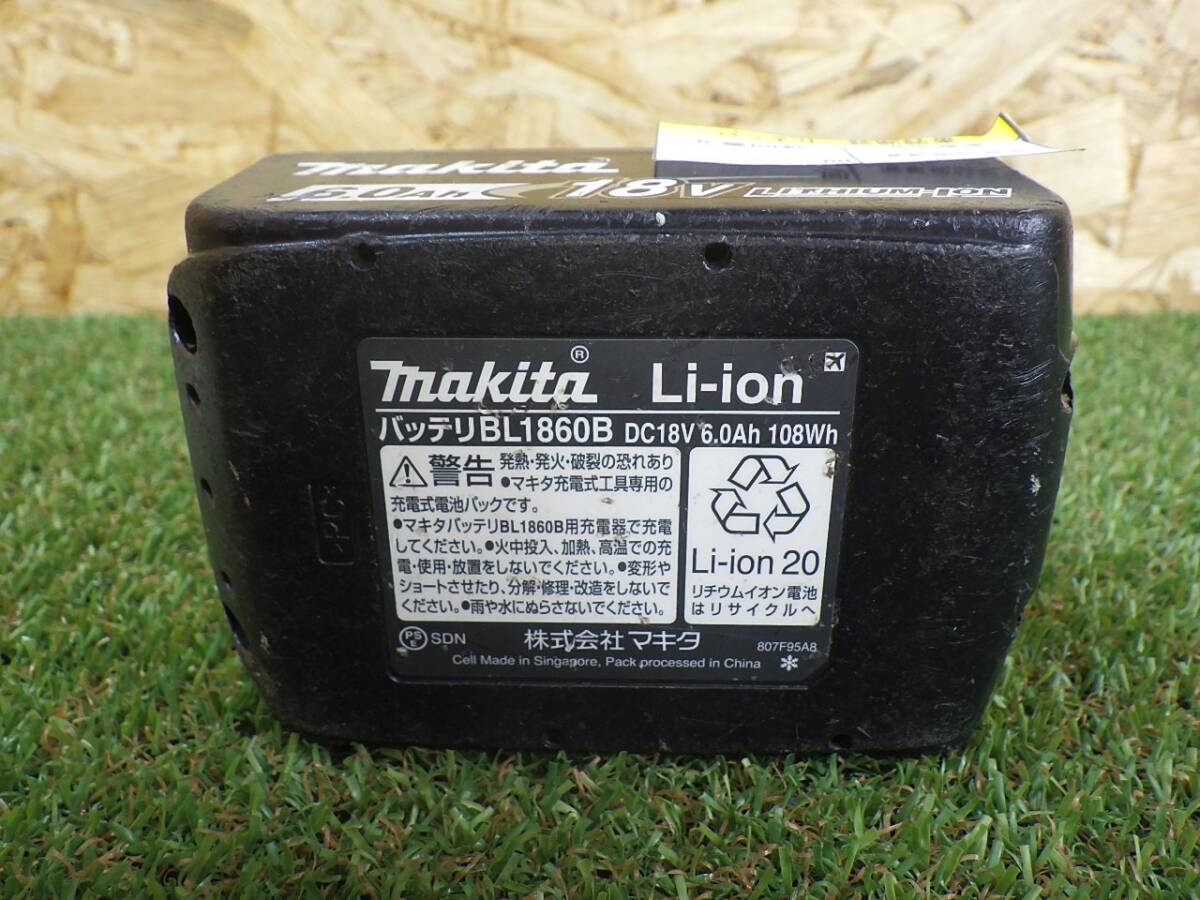 makita
6.0Ah 18V LITHIUM-ION
makita® Li-ion
バッテリBL1860B DC18V 6.0Ah 108Wh
警告 発熱・発火・破裂の恐れあり
●マキタ充電式工具専用の
充電式電池パックです。
●マキタバッテリBL1860B用充電器で充電
してください。●火中投入、加熱、高温での充
電・使用・放置をしないでください。●変形や
ショートさせたり、分解・修理・改造をしないで
ください。●雨や水にぬらさないでください。
Li-ion 20
リチウムイオン電池
はリサイクルへ
PS E SDN 株式会社 マキタ 807F95A8
Cell Made in Singapore, Pack processed in China *
>PC<